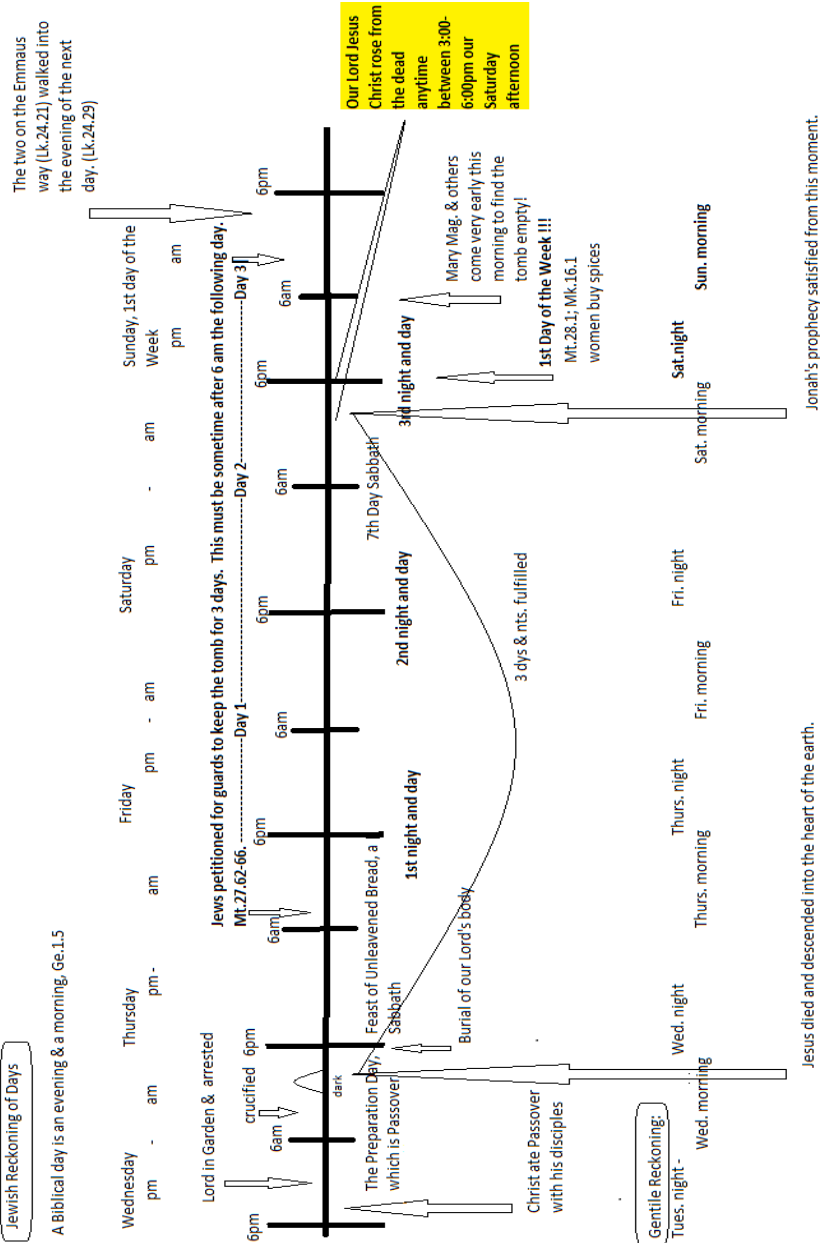 Jewish Reckoning of Days
A Biblical day is an evening & a morning, Ge.1.5
The two on the Emmaus
way (Lk.24.21) walked into
the evening of the next
day. (Lk.24.29)
Wednesday
Thursday
Friday
Saturday
Sunday, 1st day of the
Week
pm - am
pm - am
pm - am
pm - am
pm am
Lord in Garden & arrested
crucified
Jews petitioned for guards to keep the tomb for 3 days. This must be sometime after 6 am the following day.
Mt.27.62-66. ----------------------Day 1------------------------------------------Day 2------------------------------------Day 3
6pm
6am
6pm
6am
6pm
6am
6pm
6am
6pm
6am
6pm
Our Lord Jesus
Christ rose from
the dead
anytime
between 3:00-
6:00pm our
Saturday
afternoon
dark
The Preparation Day,
which is Passover
Feast of Unleavened Bread, a
Sabbath
7th Day Sabbath
1st night and day
2nd night and day
3rd night and day
Mary Mag. & others
come very early this
morning to find the
tomb empty!
Burial of our Lord's body
3 dys & nts. fulfilled
1st Day of the Week !!!
Mt.28.1; Mk.16.1
women buy spices
Christ ate Passover
with his disciples
Gentile Reckoning:
Tues. night -
Wed. morning
Wed. night
Thurs. morning
Thurs. night
Fri. morning
Fri. night
Sat. morning
Sat.night
Sun. morning
Jesus died and descended into the heart of the earth.
Jonah's prophecy satisfied from this moment.